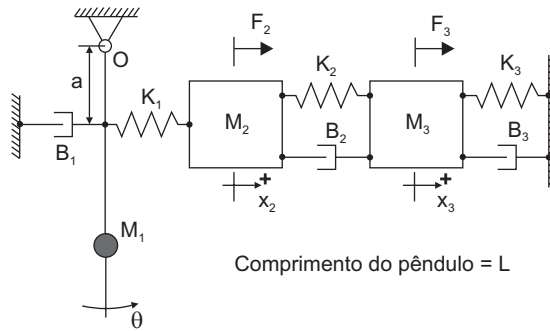 F₂
F₃
O
a
K₁
K₂
K₃
M₂
M₃
B₁
B₂
B₃
+
x₂
+
x₃
M₁
Comprimento do pêndulo = L
θ